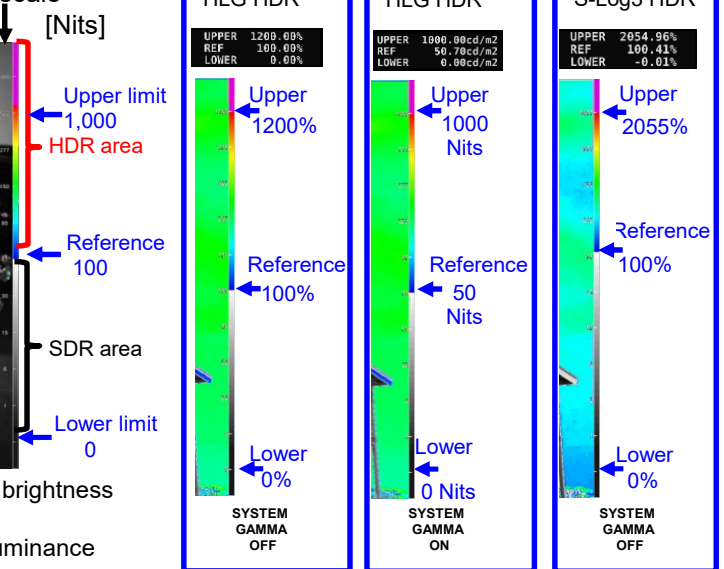 [Nits]
Upper limit
1,000
HDR area
Reference
100
SDR area
Lower limit
0
brightness
HLG HDR
UPPER 1200.00%
REF 100.00%
LOWER 0.00%
Upper
1200%
Reference
100%
Lower
0%
SYSTEM
GAMMA
OFF
HLG HDR
UPPER 1000.00cd/m2
REF 50.70cd/m2
LOWER 0.00cd/m2
Upper
1000
Nits
Reference
50
Nits
Lower
0 Nits
SYSTEM
GAMMA
ON
S-Log3 HDR
UPPER 2054.96%
REF 100.41%
LOWER -0.01%
Upper
2055%
Reference
100%
Lower
0%
SYSTEM
GAMMA
OFF